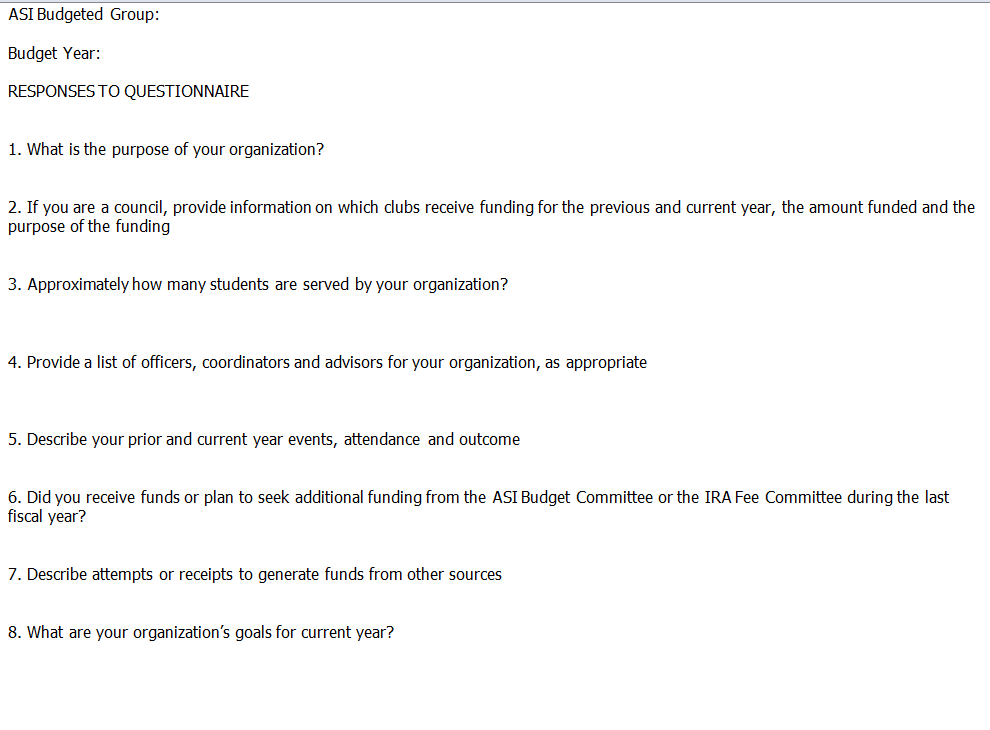 ASI Budgeted Group:
Budget Year:
RESPONSES TO QUESTIONNAIRE
1. What is the purpose of your organization?
2. If you are a council, provide information on which clubs receive funding for the previous and current year, the amount funded and the
purpose of the funding
3. Approximately how many students are served by your organization?
4. Provide a list of officers, coordinators and advisors for your organization, as appropriate
5. Describe your prior and current year events, attendance and outcome
6. Did you receive funds or plan to seek additional funding from the ASI Budget Committee or the IRA Fee Committee during the last
fiscal year?
7. Describe attempts or receipts to generate funds from other sources
8. What are your organization’s goals for current year?